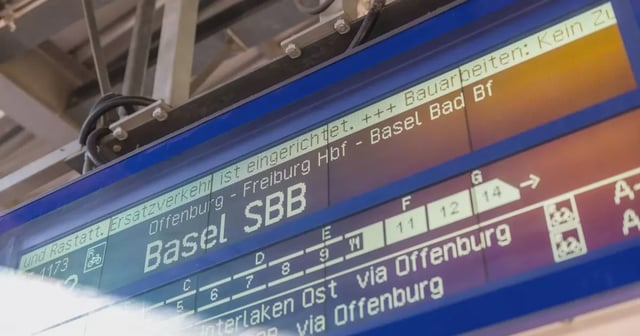 und Rastatt. Ersatzverkehr ist eingerichtet. +++ Bauarbeiten: Kein Zu
1173 Offenburg - Freiburg Hbf - Basel Bad Bf
Basel SBB
C D E F G
5 6 7 8 9 11 12 14
Interlaken Ost via Offenburg A
via Offenburg A